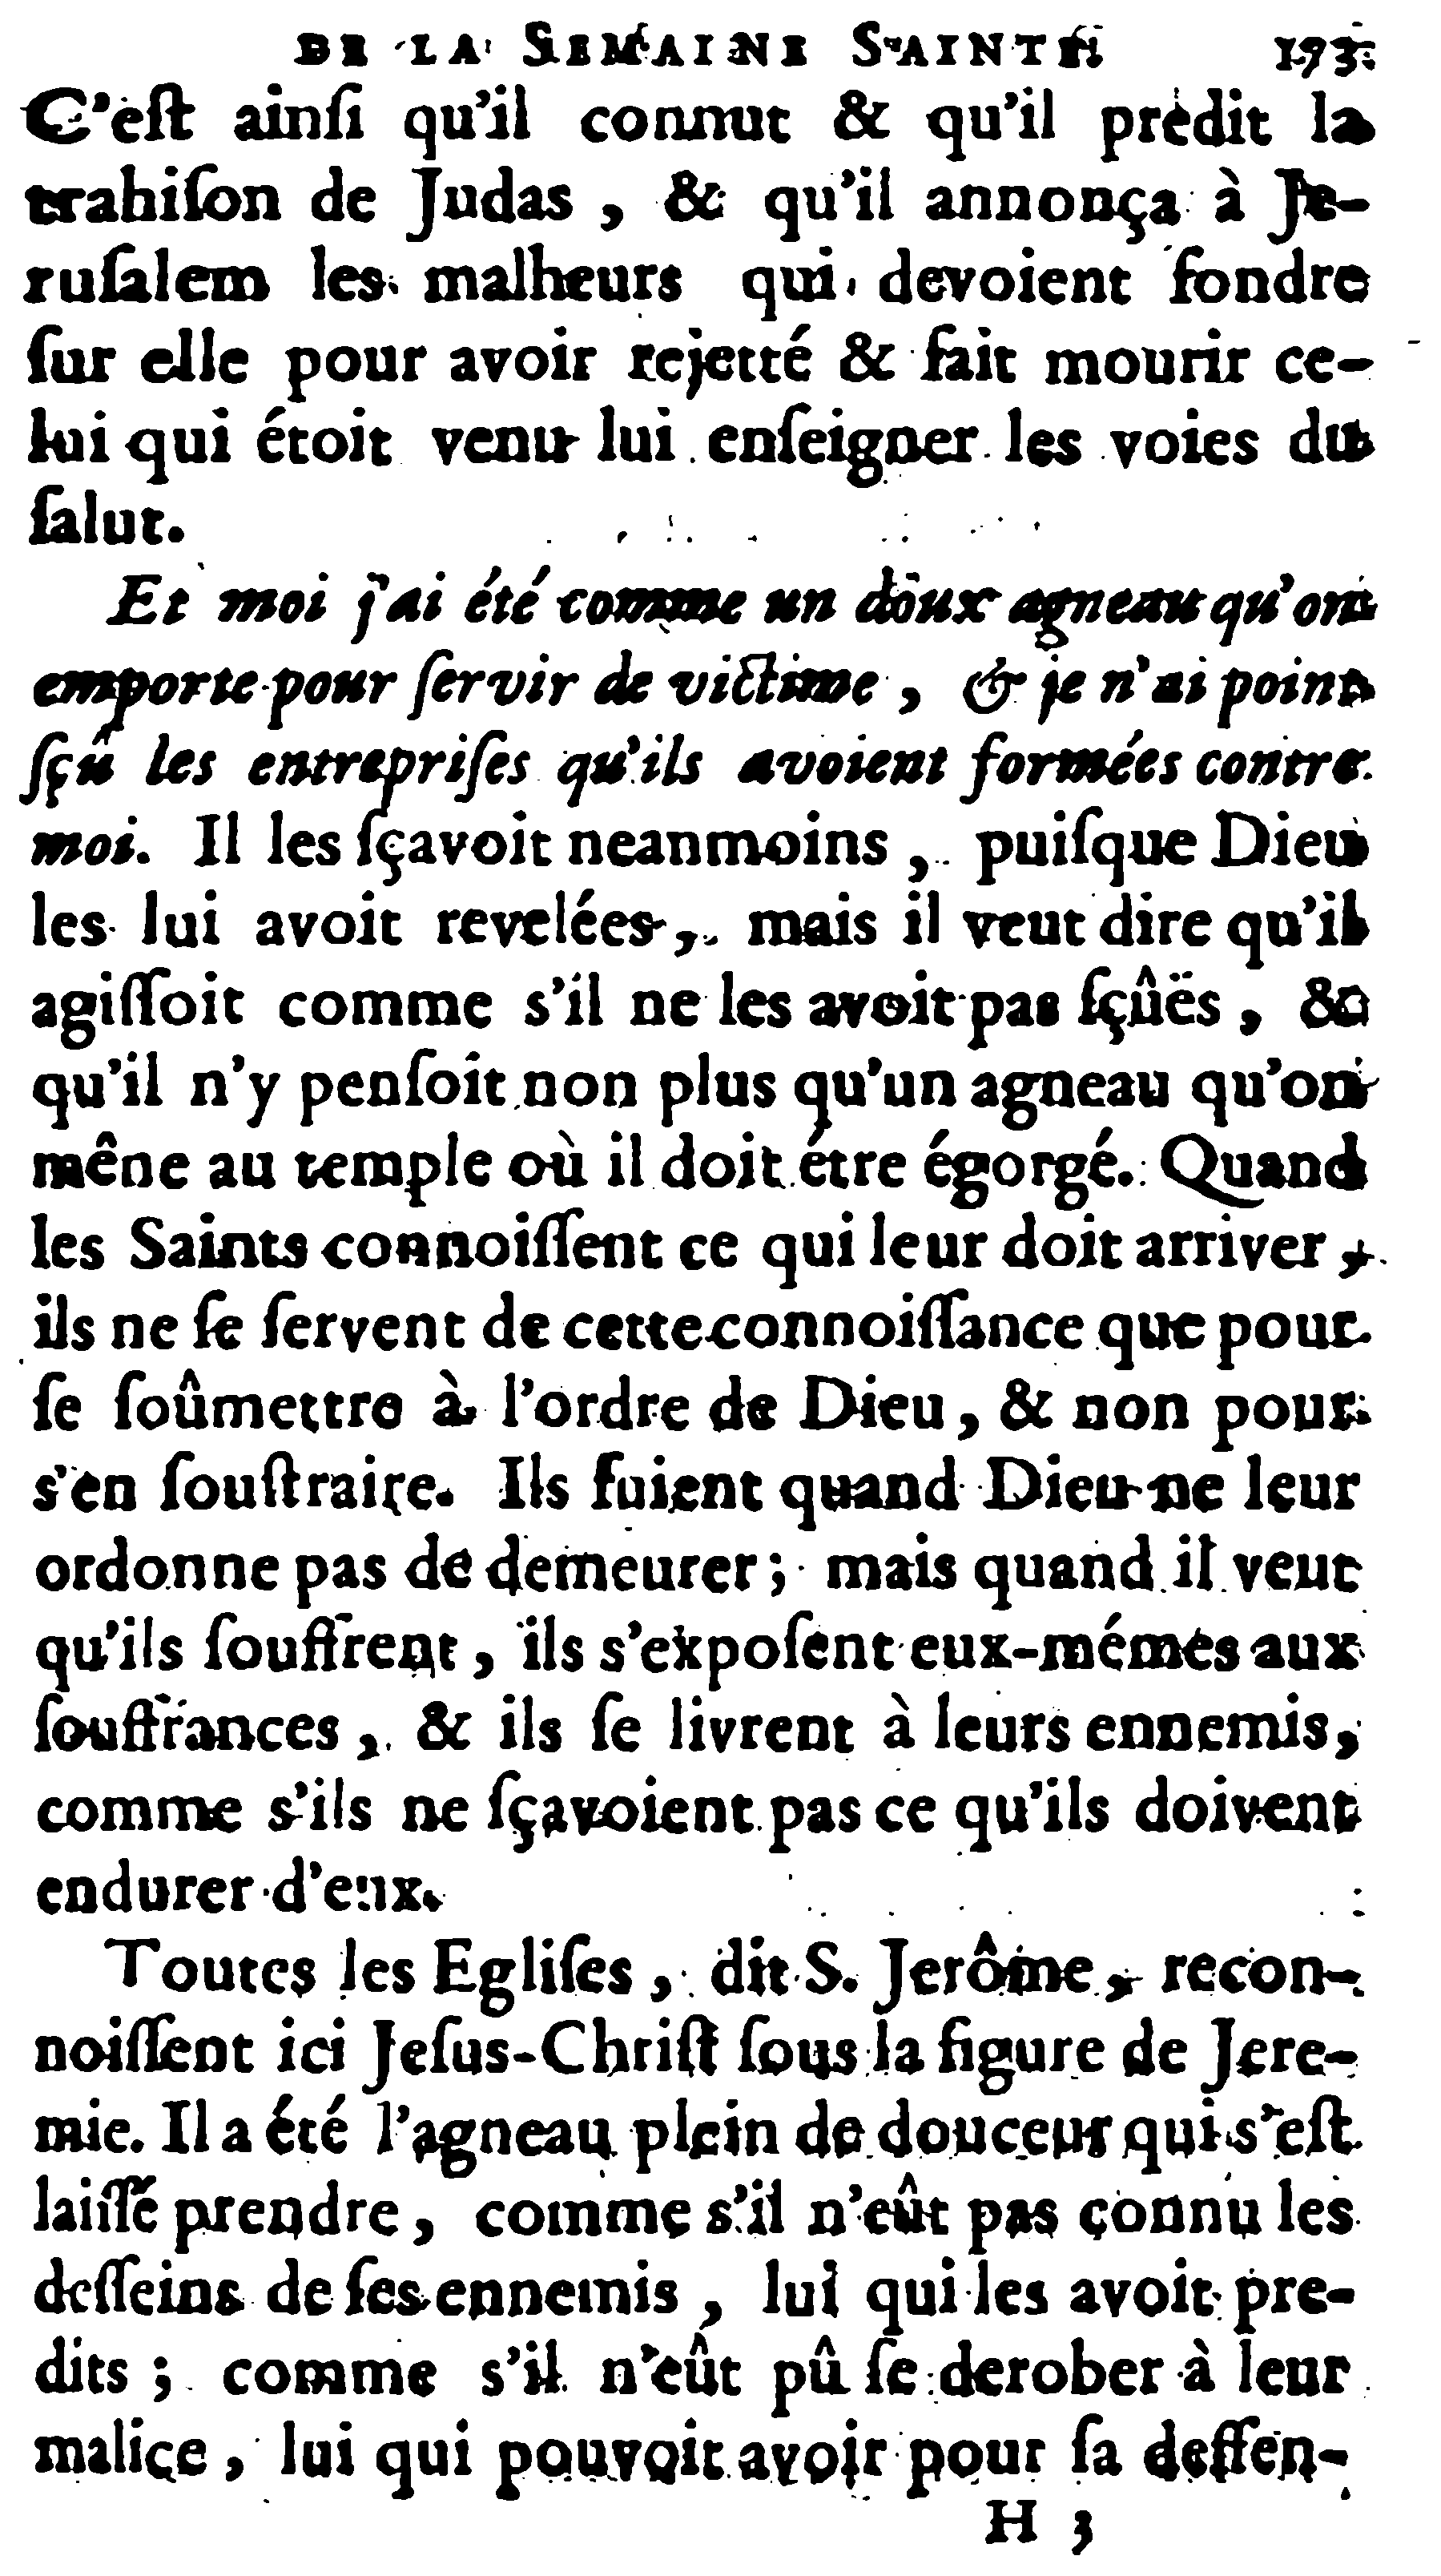 DE LA SEMAINE SAINTE 173
C'eſt ainſi qu'il connut & qu'il prédit la
trahiſon de Judas, & qu'il annonça à Je-
ruſalem les malheurs qui devoient fondre
ſur elle pour avoir rejetté & fait mourir ce-
lui qui étoit venu lui enſeigner les voies du
ſalut.
Et moi j'ai été comme un doux agneau qu'on
emporte pour ſervir de victime, & je n'ai point
ſçû les entrepriſes qu'ils avoient formées contre
moi. Il les ſçavoit neanmoins, puiſque Dieu
les lui avoit revelées, mais il veut dire qu'il
agiſſoit comme s'il ne les avoit pas ſçûës, &
qu'il n'y penſoit non plus qu'un agneau qu'on
mêne au temple où il doit étre égorgé. Quand
les Saints connoiſſent ce qui leur doit arriver,
ils ne ſe ſervent de cette connoiſſance que pour
ſe ſoûmettre à l'ordre de Dieu, & non pour
s'en ſouſtraire. Ils fuient quand Dieu ne leur
ordonne pas de demeurer; mais quand il veut
qu'ils ſouffrent, ils s'expoſent eux-mémes aux
ſouffrances, & ils ſe livrent à leurs ennemis,
comme s'ils ne ſçavoient pas ce qu'ils doivent
endurer d'eux.
Toutes les Egliſes, dit S. Jerôme, recon-
noiſſent ici Jeſus-Chriſt ſous la figure de Jere-
mie. Il a été l'agneau plein de douceur qui s'eſt
laiſſé prendre, comme s'il n'eût pas connu les
deſſeins de ſes ennemis, lui qui les avoit pre-
dits; comme s'il n'eût pû ſe derober à leur
malice, lui qui pouvoit avoir pour ſa deffen-
H 3